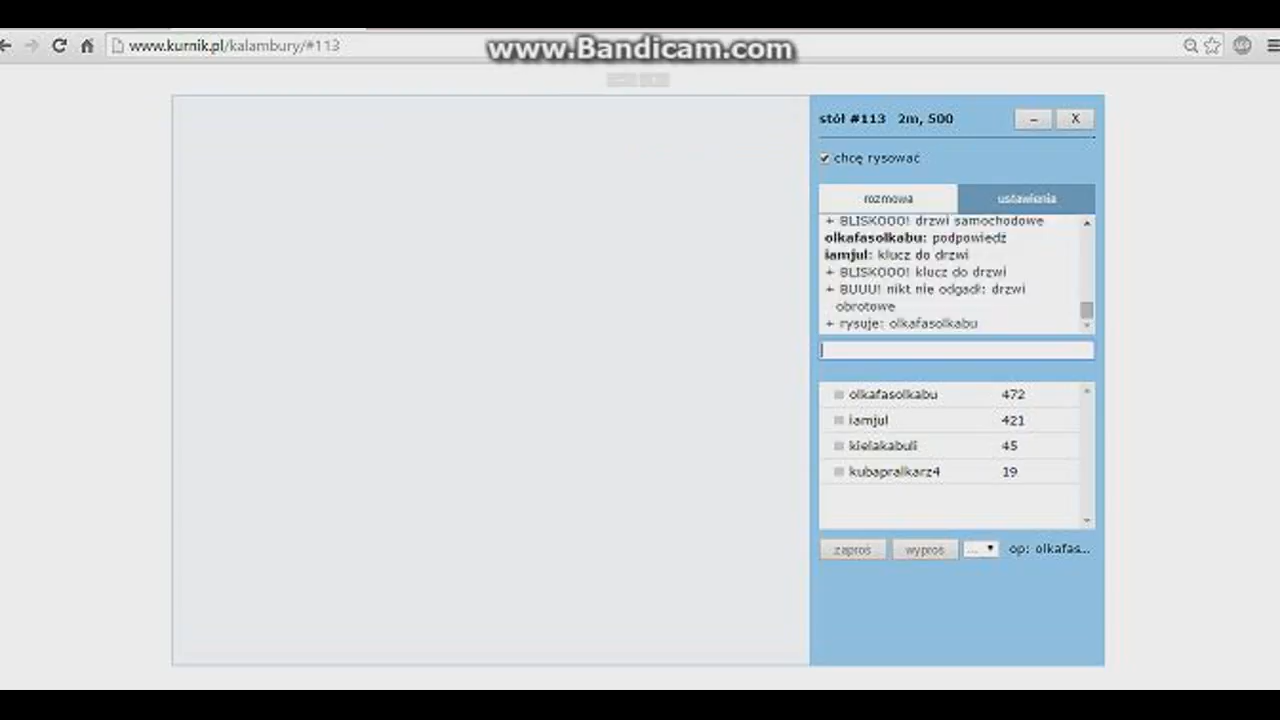 www.kurnik.pl/kalambury/#113
www.Bandicam.com
stół #113 2m, 500
– X
chcę rysować
rozmowa ustawienia
+ BLISKOOO! drzwi samochodowe
olkafasolkabu: podpowiedź
iamjul: klucz do drzwi
+ BLISKOOO! klucz do drzwi
+ BUUU! nikt nie odgadł: drzwi
obrotowe
+ rysuje: olkafasolkabu
olkafasolkabu 472
iamjul 421
kielakabuli 45
kubapralkarz4 19
zaproś wyproś ... op: olkafas...